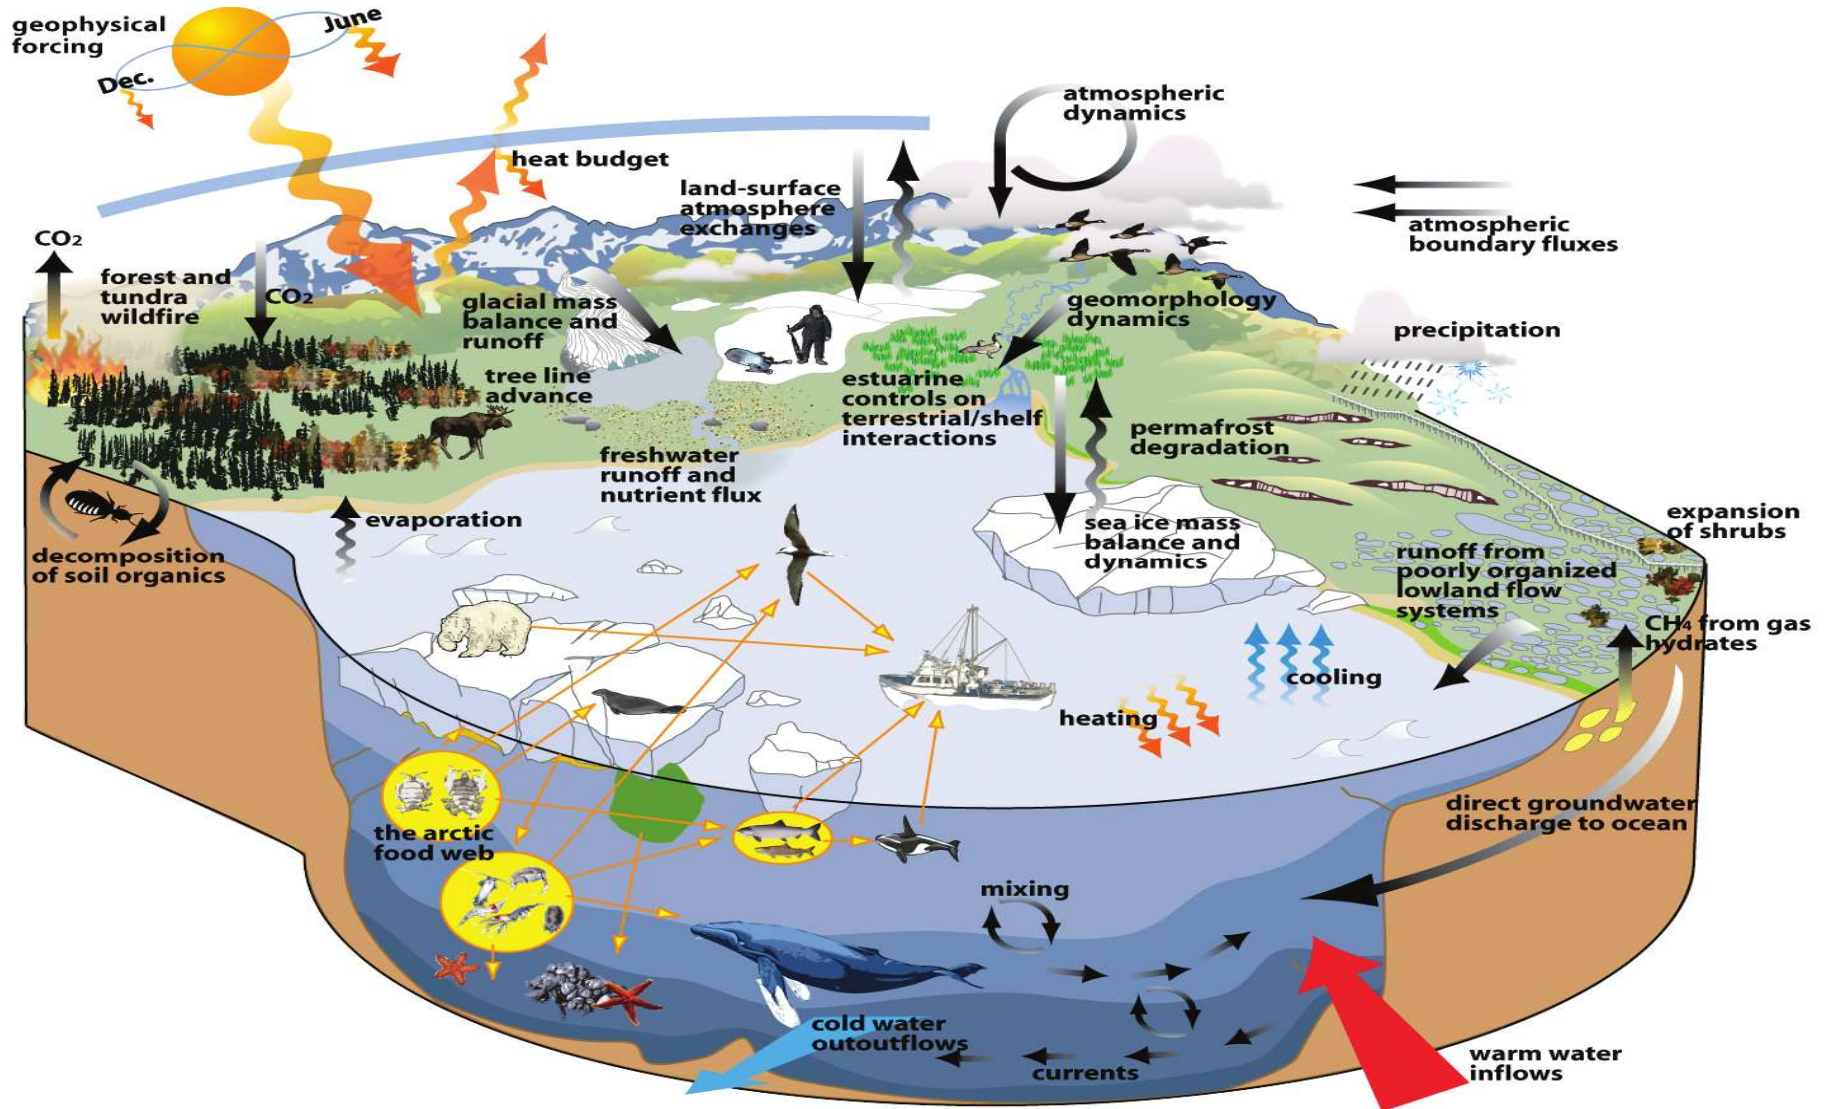 geophysical
forcing
June
Dec.
atmospheric
dynamics
heat budget
land-surface
atmosphere
exchanges
atmospheric
boundary fluxes
CO₂
forest and
tundra
wildfire
CO₂
glacial mass
balance and
runoff
geomorphology
dynamics
precipitation
tree line
advance
estuarine
controls on
terrestrial/shelf
interactions
permafrost
degradation
freshwater
runoff and
nutrient flux
evaporation
decomposition
of soil organics
sea ice mass
balance and
dynamics
expansion
of shrubs
runoff from
poorly organized
lowland flow
systems
CH₄ from gas
hydrates
cooling
heating
direct groundwater
discharge to ocean
the arctic
food web
mixing
cold water
outoutflows
currents
warm water
inflows